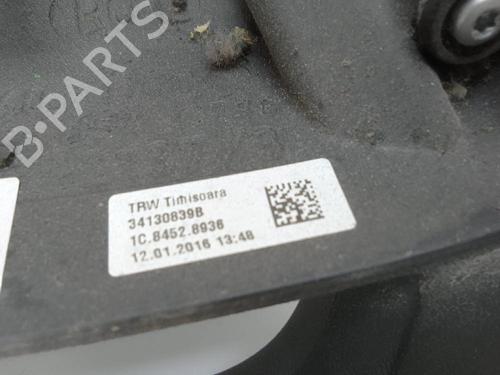 B-PARTS
TRW Timisoara
34130839B
1C.8452.8936
12.01.2016 13:48